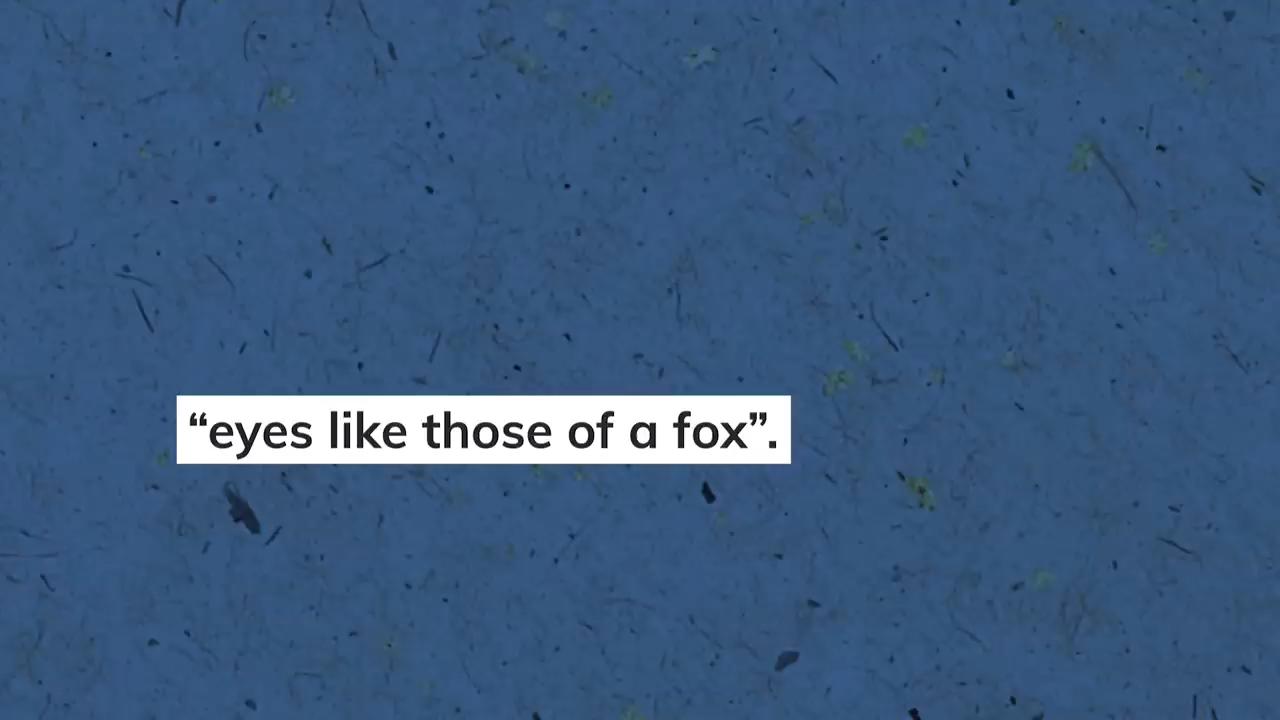 “eyes like those of a fox”.